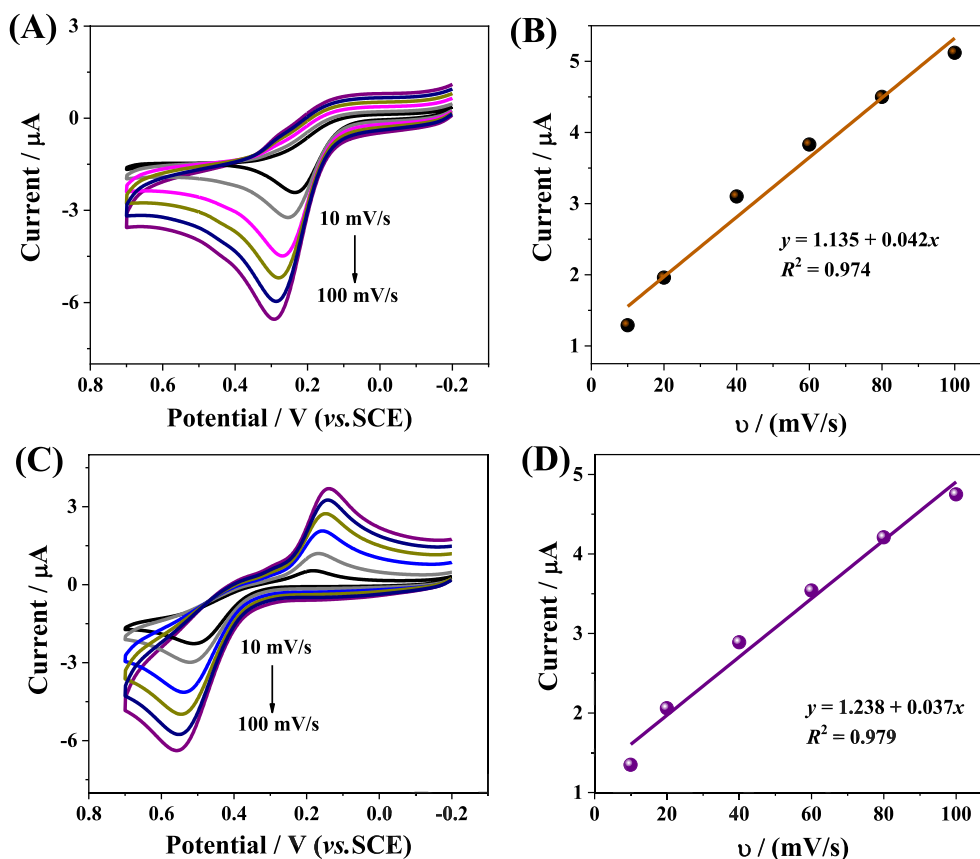 (A)
3
0
-3
-6
Current / μA
10 mV/s
100 mV/s
0.8 0.6 0.4 0.2 0.0 -0.2
Potential / V (vs.SCE)
(B)
6
5
4
3
2
1
Current / μA
y = 1.135 + 0.042x
R² = 0.974
0 20 40 60 80 100
υ / (mV/s)
(C)
3
0
-3
-6
Current / μA
10 mV/s
100 mV/s
0.8 0.6 0.4 0.2 0.0 -0.2
Potential / V (vs.SCE)
(D)
5
4
3
2
1
Current / μA
y = 1.238 + 0.037x
R² = 0.979
0 20 40 60 80 100
υ / (mV/s)